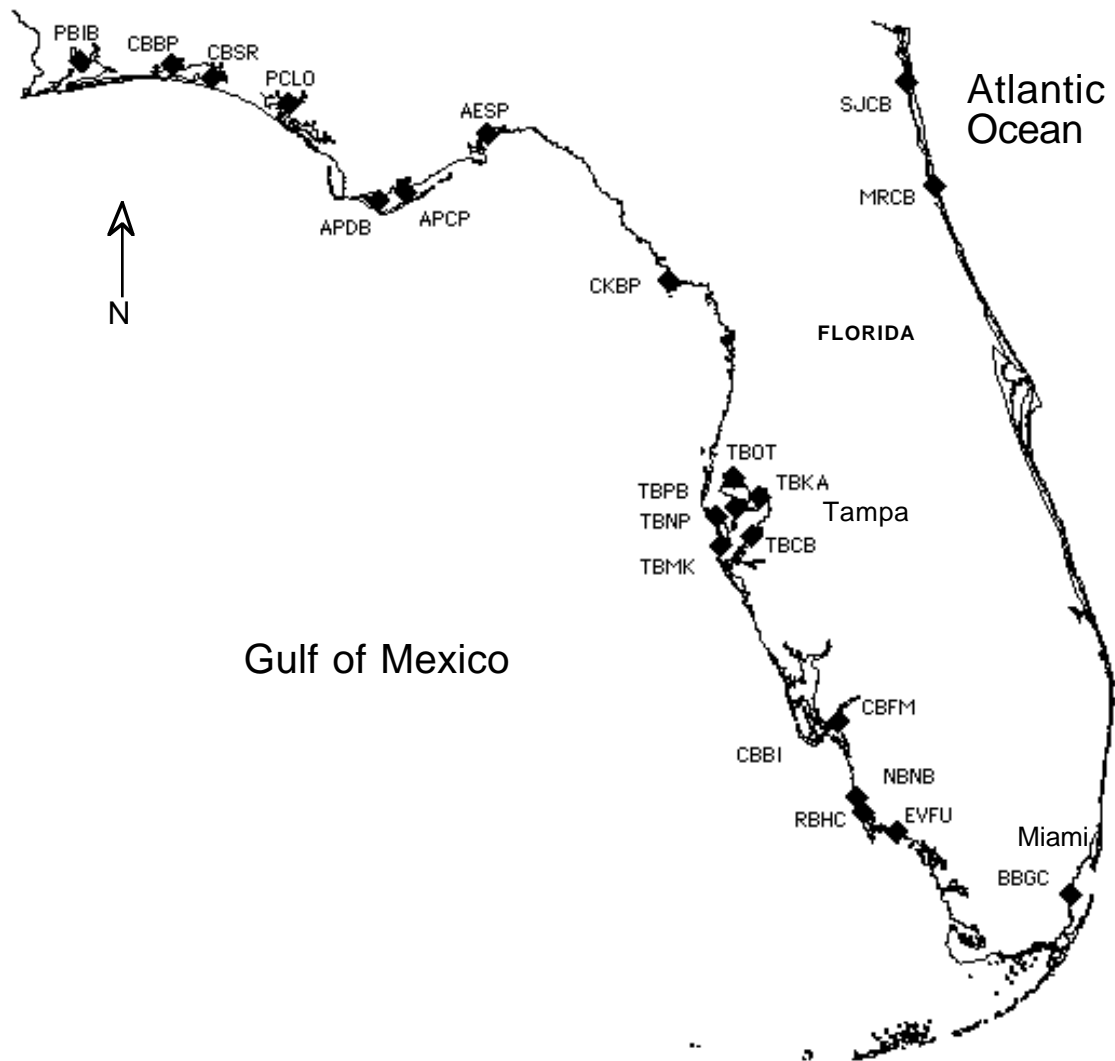 PBIB
CBBP
CBSR
PCLO
AESP
SJCB
Atlantic
Ocean
MRCB
APDB
APCP
N
CKBP
FLORIDA
TBOT
TBPB
TBKA
TBNP
Tampa
TBCB
TBMK
Gulf of Mexico
CBFM
CBBI
NBNB
RBHC
EVFU
Miami
BBGC